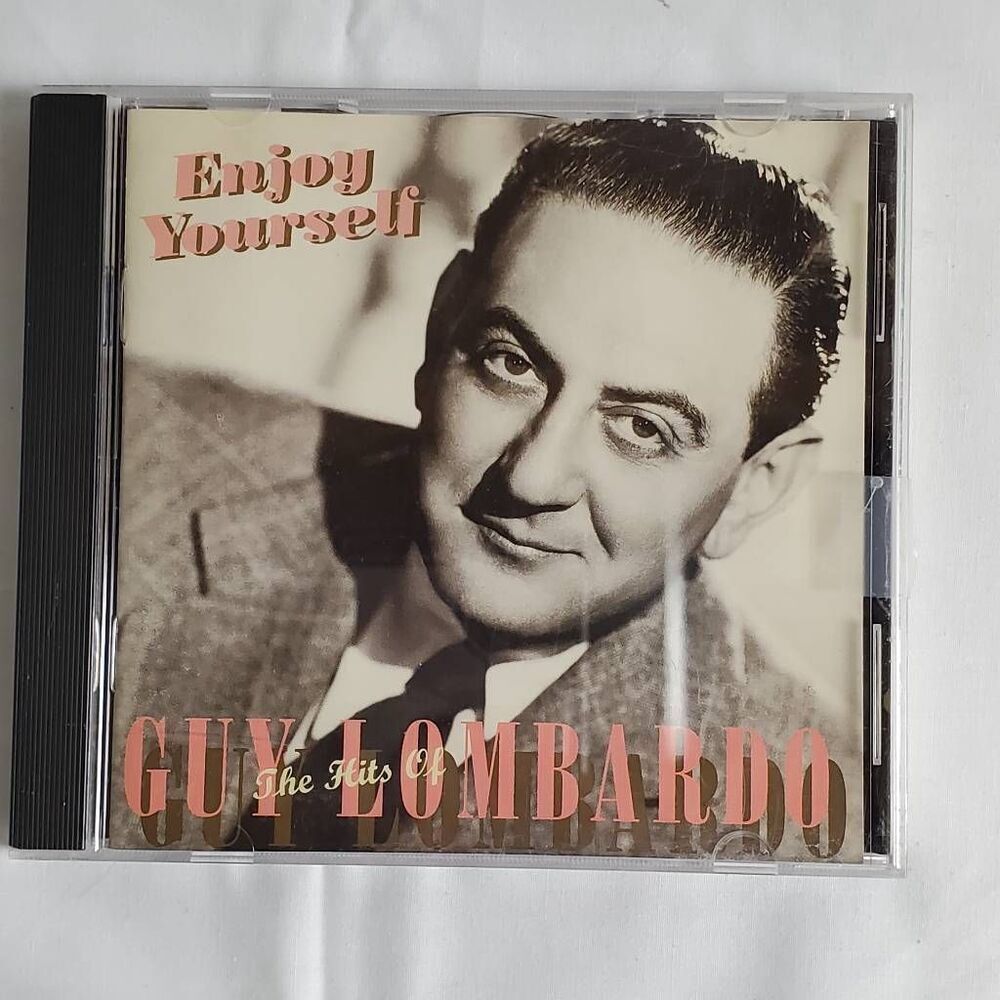 Enjoy
Yourself
The Hits Of
GUY LOMBARDO